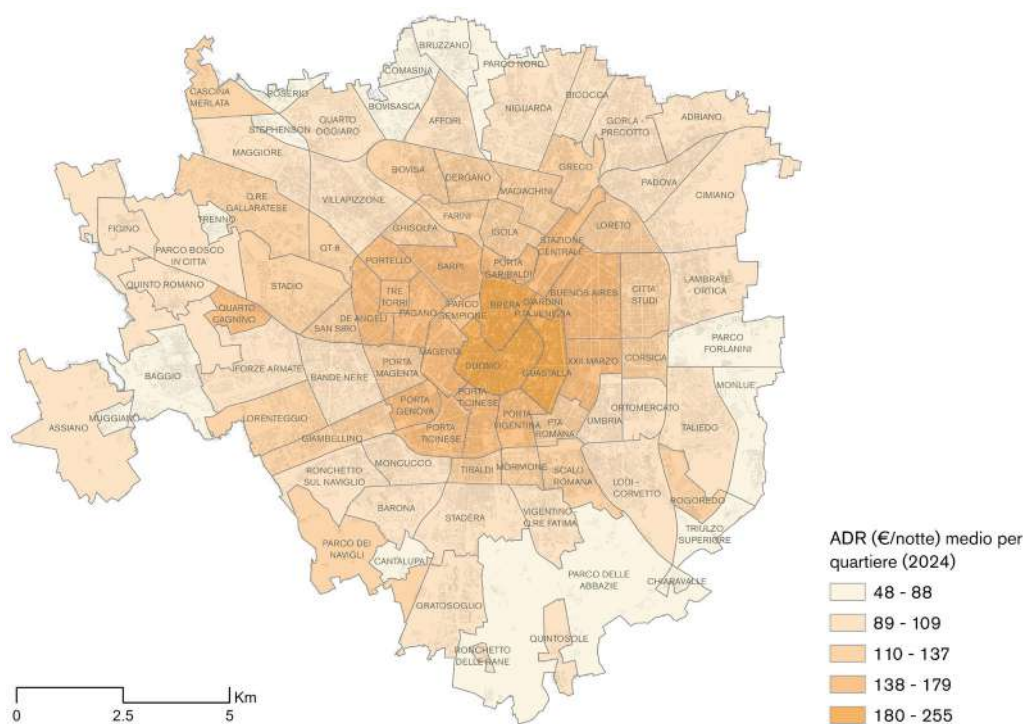 BRUZZANO
COMASINA
PARCO NORD
CASCINA
MERLATA
ROSERIO
BOVISASCA
BICOCCA
STEPHENSON
QUARTO
OGGIARO
AFFORI
NIGUARDA
GORLA -
PRECOTTO
ADRIANO
MAGGIORE
BOVISA
DERGANO
GRECO
MACIACHINI
PADOVA
CIMIANO
Q.RE
GALLARATESE
VILLAPIZZONE
TRENNO
FARINI
FIGINO
GHISOLFA
ISOLA
STAZIONE
CENTRALE
LORETO
PARCO BOSCO
IN CITTÀ
QT 8
PORTELLO
SARPI
PORTA
GARIBALDI
QUINTO ROMANO
STADIO
TRE
TORRI
BUENOS AIRES
CITTÀ
STUDI
LAMBRATE -
ORTICA
QUARTO
CAGNINO
SAN SIRO
DE ANGELI
PAGANO
PARCO
SEMPIONE
BRERA
GIARDINI
P.TA VENEZIA
PARCO
FORLANINI
MAGENTA
DUOMO
GUASTALLA
XXII MARZO
CORSICA
BAGGIO
FORZE ARMATE
BANDE NERE
PORTA
MAGENTA
MONLUÈ
ASSIANO
MUGGIANO
LORENTEGGIO
PORTA
GENOVA
PORTA
TICINESE
PORTA
VIGENTINA
P.TA
ROMANA
UMBRIA
ORTOMERCATO
TALIEDO
GIAMBELLINO
PORTA
TICINESE
RONCHETTO
SUL NAVIGLIO
MONCUCCO
TIBALDI
MORIVIONE
SCALO
ROMANA
LODI -
CORVETTO
ROGOREDO
BARONA
STADERA
VIGENTINO
Q.RE FATIMA
TRIULZO
SUPERIORE
PARCO DEI
NAVIGLI
CANTALUPA
PARCO DELLE
ABBAZIE
CHIARAVALLE
GRATOSOGLIO
QUINTOSOLE
RONCHETTO
DELLE RANE
0 2.5 5 Km
ADR (€/notte) medio per
quartiere (2024)
48 - 88
89 - 109
110 - 137
138 - 179
180 - 255